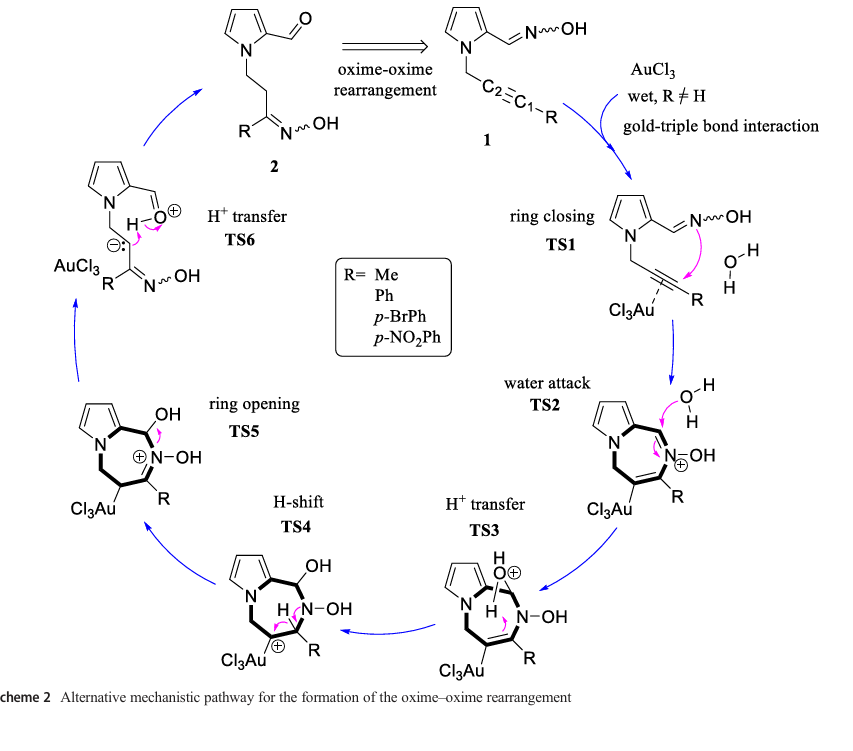 N
O
R
N
OH
2
oxime-oxime
rearrangement
N
N
OH
C2
C1
R
1
AuCl3
wet, R ≠ H
gold-triple bond interaction
ring closing
TS1
N
N
OH
Cl3Au
R
O
H
H
water attack
TS2
O
H
H
N
N
OH
⊕
R
Cl3Au
H+ transfer
TS3
H
O
⊕
H
N
N
OH
R
Cl3Au
H-shift
TS4
OH
N
H
N
OH
⊕
R
Cl3Au
ring opening
TS5
OH
N
⊕
N
OH
R
Cl3Au
H+ transfer
TS6
N
H
O
⊕
⊖
:
AuCl3
R
N
OH
R= Me
Ph
p-BrPh
p-NO2Ph
cheme 2 Alternative mechanistic pathway for the formation of the oxime–oxime rearrangement